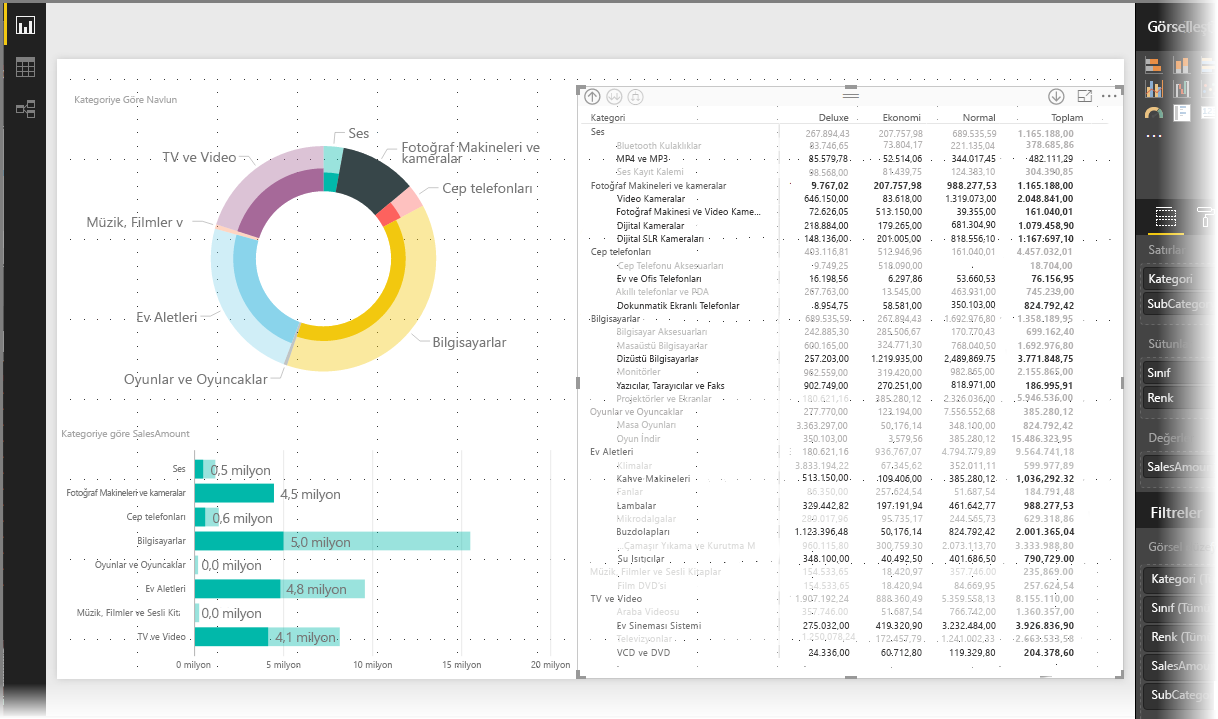 Kategoriye Göre Navlun
Ses
Fotoğraf Makineleri ve
kameralar
Cep telefonları
TV ve Video
Müzik, Filmler v
Ev Aletleri
Oyunlar ve Oyuncaklar
Bilgisayarlar
Kategoriye göre SalesAmount
Ses 0,5 milyon
Fotoğraf Makineleri ve kameralar 4,5 milyon
Cep telefonları 0,6 milyon
Bilgisayarlar 5,0 milyon
Oyunlar ve Oyuncaklar 0,0 milyon
Ev Aletleri 4,8 milyon
Müzik, Filmler ve Sesli Kit 0,0 milyon
TV ve Video 4,1 milyon
0 milyon 5 milyon 10 milyon 15 milyon 20 milyon
Kategori Deluxe Ekonomi Normal Toplam
Ses 267.894,43 207.757,98 689.535,59 1.165.188,00
Bluetooth Kulaklıklar 83.746,65 73.804,17 221.135,04 378.685,86
MP4 ve MP3 85.579,78 52.514,06 344.017,45 482.111,29
Ses Kayıt Kalemi 98.568,00 81.439,75 124.383,10 304.390,85
Fotoğraf Makineleri ve kameralar 9.767,02 207.757,98 988.277,53 1.165.188,00
Video Kameralar 646.150,00 83.618,00 1.319.073,00 2.048.841,00
Fotoğraf Makinesi ve Video Kame... 72.626,05 513.150,00 39.355,00 161.040,01
Dijital Kameralar 218.884,00 179.265,00 681.304,90 1.079.458,90
Dijital SLR Kameraları 148.136,00 201.005,00 818.556,10 1.167.697,10
Cep telefonları 403.116,81 512.946,96 161.040,01 4.457.032,01
Cep Telefonu Aksesuarları 9.749,25 518.090,00 18.704,00
Ev ve Ofis Telefonları 16.198,56 6.297,86 53.660,53 76.156,95
Akıllı telefonlar ve PDA 267.763,00 13.545,00 463.931,00 745.239,00
Dokunmatik Ekranlı Telefonlar 8.954,75 58.581,00 350.103,00 824.792,42
Bilgisayarlar 689.535,59 267.894,43 1.692.976,80 1.358.189,95
Bilgisayar Aksesuarları 242.885,30 285.506,67 170.770,43 699.162,40
Masaüstü Bilgisayarlar 600.165,00 324.771,30 768.040,50 1.692.976,80
Dizüstü Bilgisayarlar 257.203,00 1.219.935,00 2,489,869.75 3.771.848,75
Monitörler 962.559,00 319.420,00 982.865,00 2.155.865,00
Yazıcılar, Tarayıcılar ve Faks 902.749,00 270.251,00 818.971,00 186.995,91
Projektörler ve Ekranlar 180.621,16 385.280,12 2.326.036,00 5.946.536,00
Oyunlar ve Oyuncaklar 277.770,00 123.194,00 7.556.552,68 385.280,12
Masa Oyunları 3.363.297,00 50.176,14 348.100,00 824.792,42
Oyun İndir 350.103,00 3,579,56 385.280,12 15.486.323,95
Ev Aletleri 180.621,16 936,767,07 4.794.779,89 9.564,741,18
Klimalar 3.833.194,22 67.345,62 352.011,11 599.977,89
Kahve Makineleri 513.150,00 109.406,00 385.280,12 1,036,292.32
Fanlar 86.350,00 257.624,54 51.687,54 184.791,48
Lambalar 329.442,82 197.191,94 461.642,77 988.277,53
Mikrodalgalar 289.017,96 95.735,17 244.565,73 629.318,86
Buzdolapları 1.123.396,48 50,176,14 824.792,42 2.001.365,04
Çamaşır Yıkama ve Kurutma M 960.115,80 300.759,30 2.073.113,70 3.333.988,80
Su Isıtıcılar 348.100,00 40.492,50 401.686,50 790,729,00
Müzik, Filmler ve Sesli Kitaplar 154.533,65 18.420,97 357.746,00 235,869,00
Film DVD'si 154.533,65 18.420,94 84.669,95 257.624,54
TV ve Video 1.907.192,24 888.360,49 5.359.558,13 8.155.110,00
Araba Videosu 357.746,00 51.687,54 766.742,00 1.360.357,00
Ev Sineması Sistemi 275.032,00 419.320,90 3.232.484,00 3.926,836,90
Televizyonlar 1.250,078,24 172.457,79 1.241.002,33 2.663.533,58
VCD ve DVD 24.336,00 60.712,80 119.329,80 204.378,60
Satırlar
Kategori
Sınıf
Renk
Filtreler
Görsel
Kategori
Sınıf (Tüm
Renk (Tüm